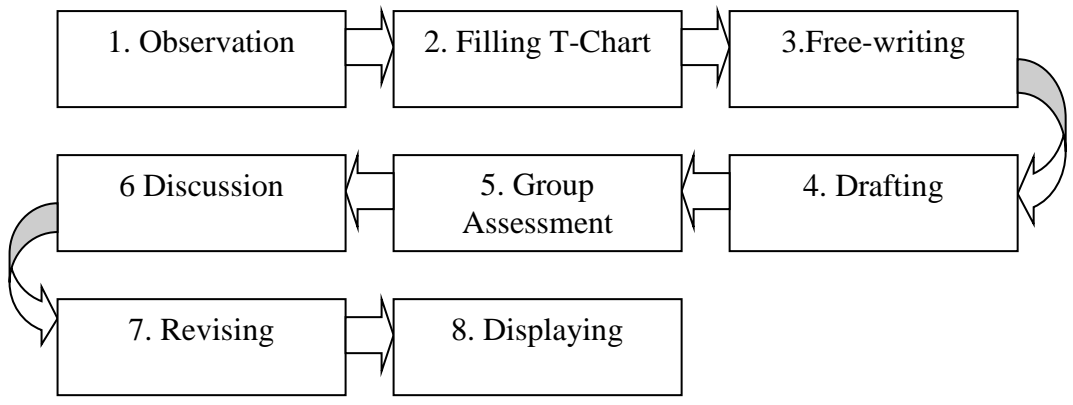 1. Observation
2. Filling T-Chart
3.Free-writing
4. Drafting
5. Group
Assessment
6 Discussion
7. Revising
8. Displaying